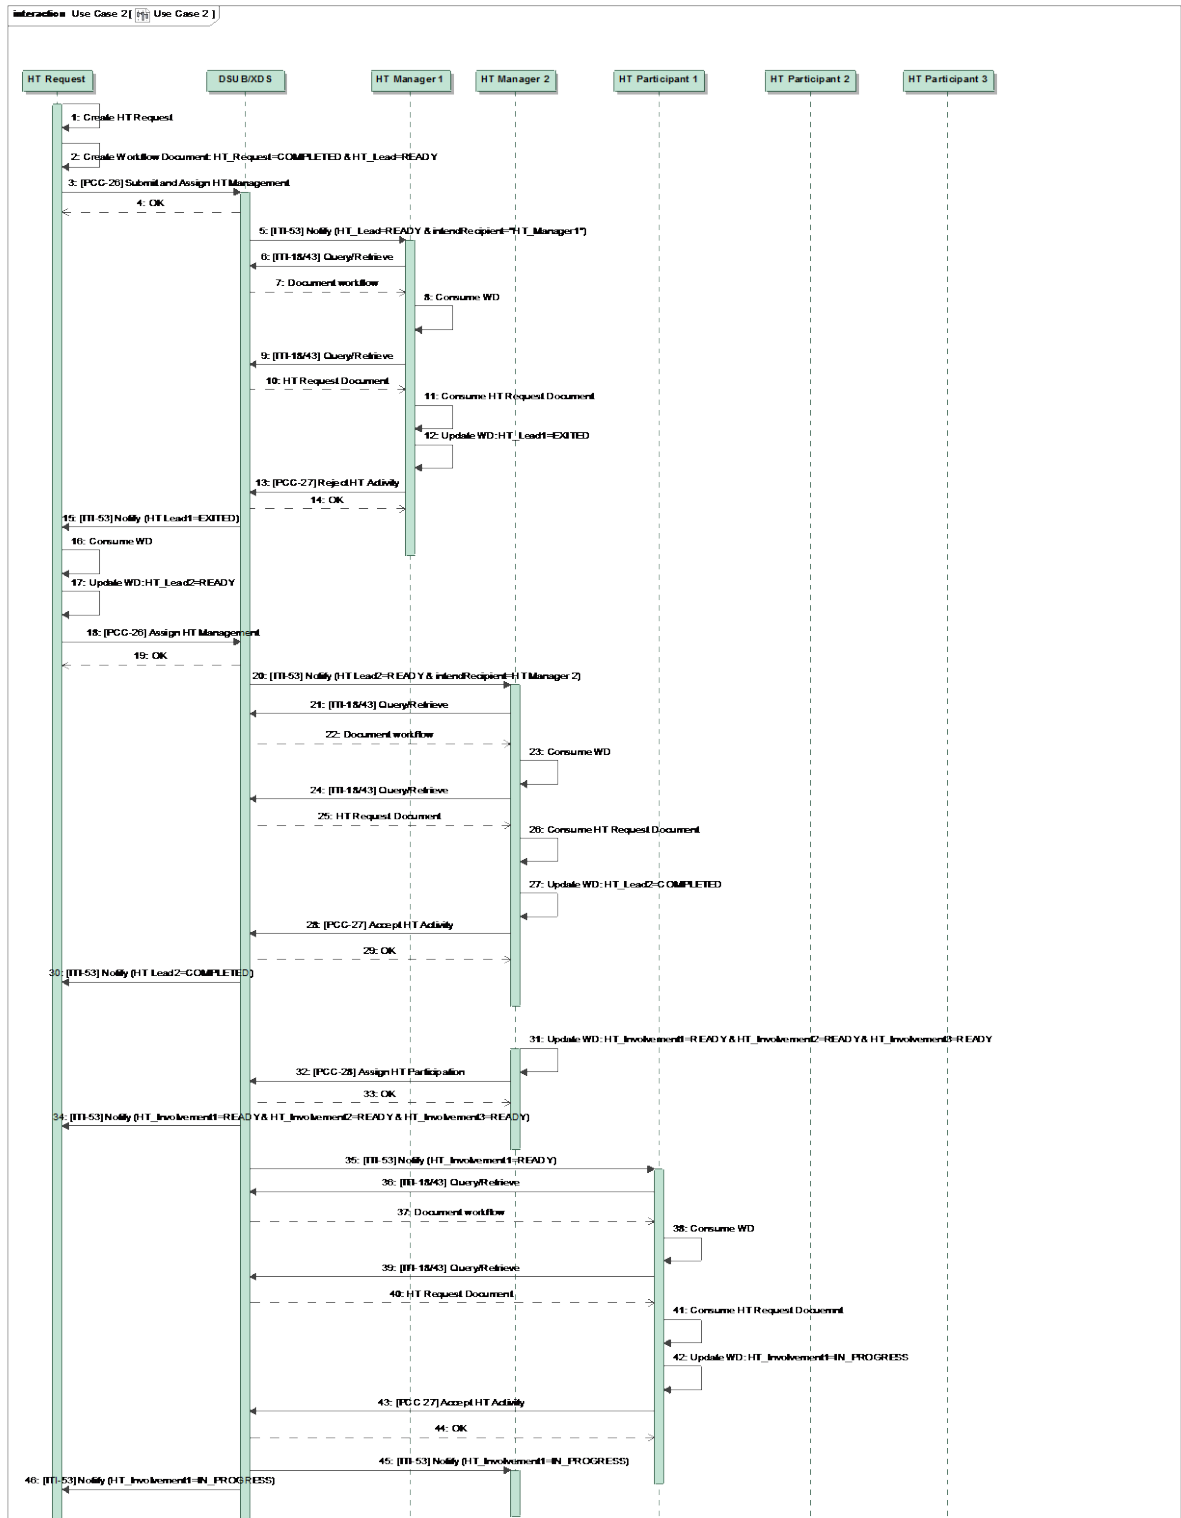 interaction Use Case 2[ Use Case 2 ]
HT Request
DSUB/XDS
HT Manager 1
HT Manager 2
HT Participant 1
HT Participant 2
HT Participant 3
1: Create HT Request
2: Create Workflow Document: HT_Request=COMPLETED & HT_Lead=READY
3: [PCC-26] Submit and Assign HT Management
4: OK
5: [ITI-53] Notify (HT_Lead=READY & intendRecipient="HT_Manager1")
6: [ITI-18/43] Query/Retrieve
7: Document workflow
8: Consume WD
9: [ITI-18/43] Query/Retrieve
10: HT Request Document
11: Consume HT Request Document
12: Update WD:HT_Lead1=EXITED
13: [PCC-27] Reject HT Activity
14: OK
15: [ITI-53] Notify (HT Lead1=EXITED)
16: Consume WD
17: Update WD:HT_Lead2=READY
18: [PCC-26] Assign HT Management
19: OK
20: [ITI-53] Notify (HT Lead2=READY & intendRecipient=HT Manager 2)
21: [ITI-18/43] Query/Retrieve
22: Document workflow
23: Consume WD
24: [ITI-18/43] Query/Retrieve
25: HT Request Document
26: Consume HT Request Document
27: Update WD: HT_Lead2=COMPLETED
28: [PCC-27] Accept HT Activity
29: OK
30: [ITI-53] Notify (HT Lead2=COMPLETED)
31: Update WD: HT_Involvement1=READY & HT_Involvement2=READY & HT_Involvement3=READY
32: [PCC-28] Assign HT Participation
33: OK
34: [ITI-53] Notify (HT_Involvement1=READY & HT_Involvement2=READY & HT_Involvement3=READY)
35: [ITI-53] Notify (HT_Involvement1=READY)
36: [ITI-18/43] Query/Retrieve
37: Document workflow
38: Consume WD
39: [ITI-18/43] Query/Retrieve
40: HT Request Document
41: Consume HT Request Docuemnt
42: Update WD: HT_Involvement1=IN_PROGRESS
43: [PCC-27] Accept HT Activity
44: OK
45: [ITI-53] Notify (HT_Involvement1=IN_PROGRESS)
46: [ITI-53] Notify (HT_Involvement1=IN_PROGRESS)